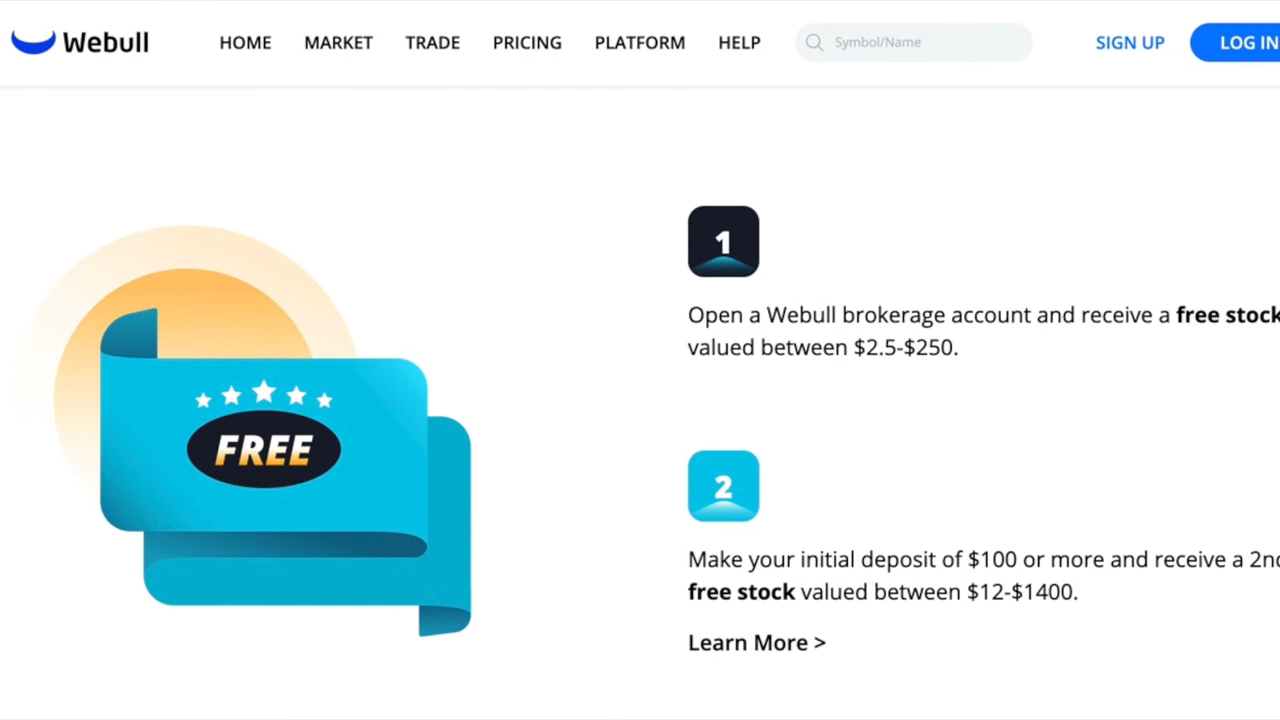 Webull HOME MARKET TRADE PRICING PLATFORM HELP Symbol/Name SIGN UP LOG IN
1
Open a Webull brokerage account and receive a free stock
valued between $2.5-$250.
FREE
2
Make your initial deposit of $100 or more and receive a 2nd
free stock valued between $12-$1400.
Learn More >